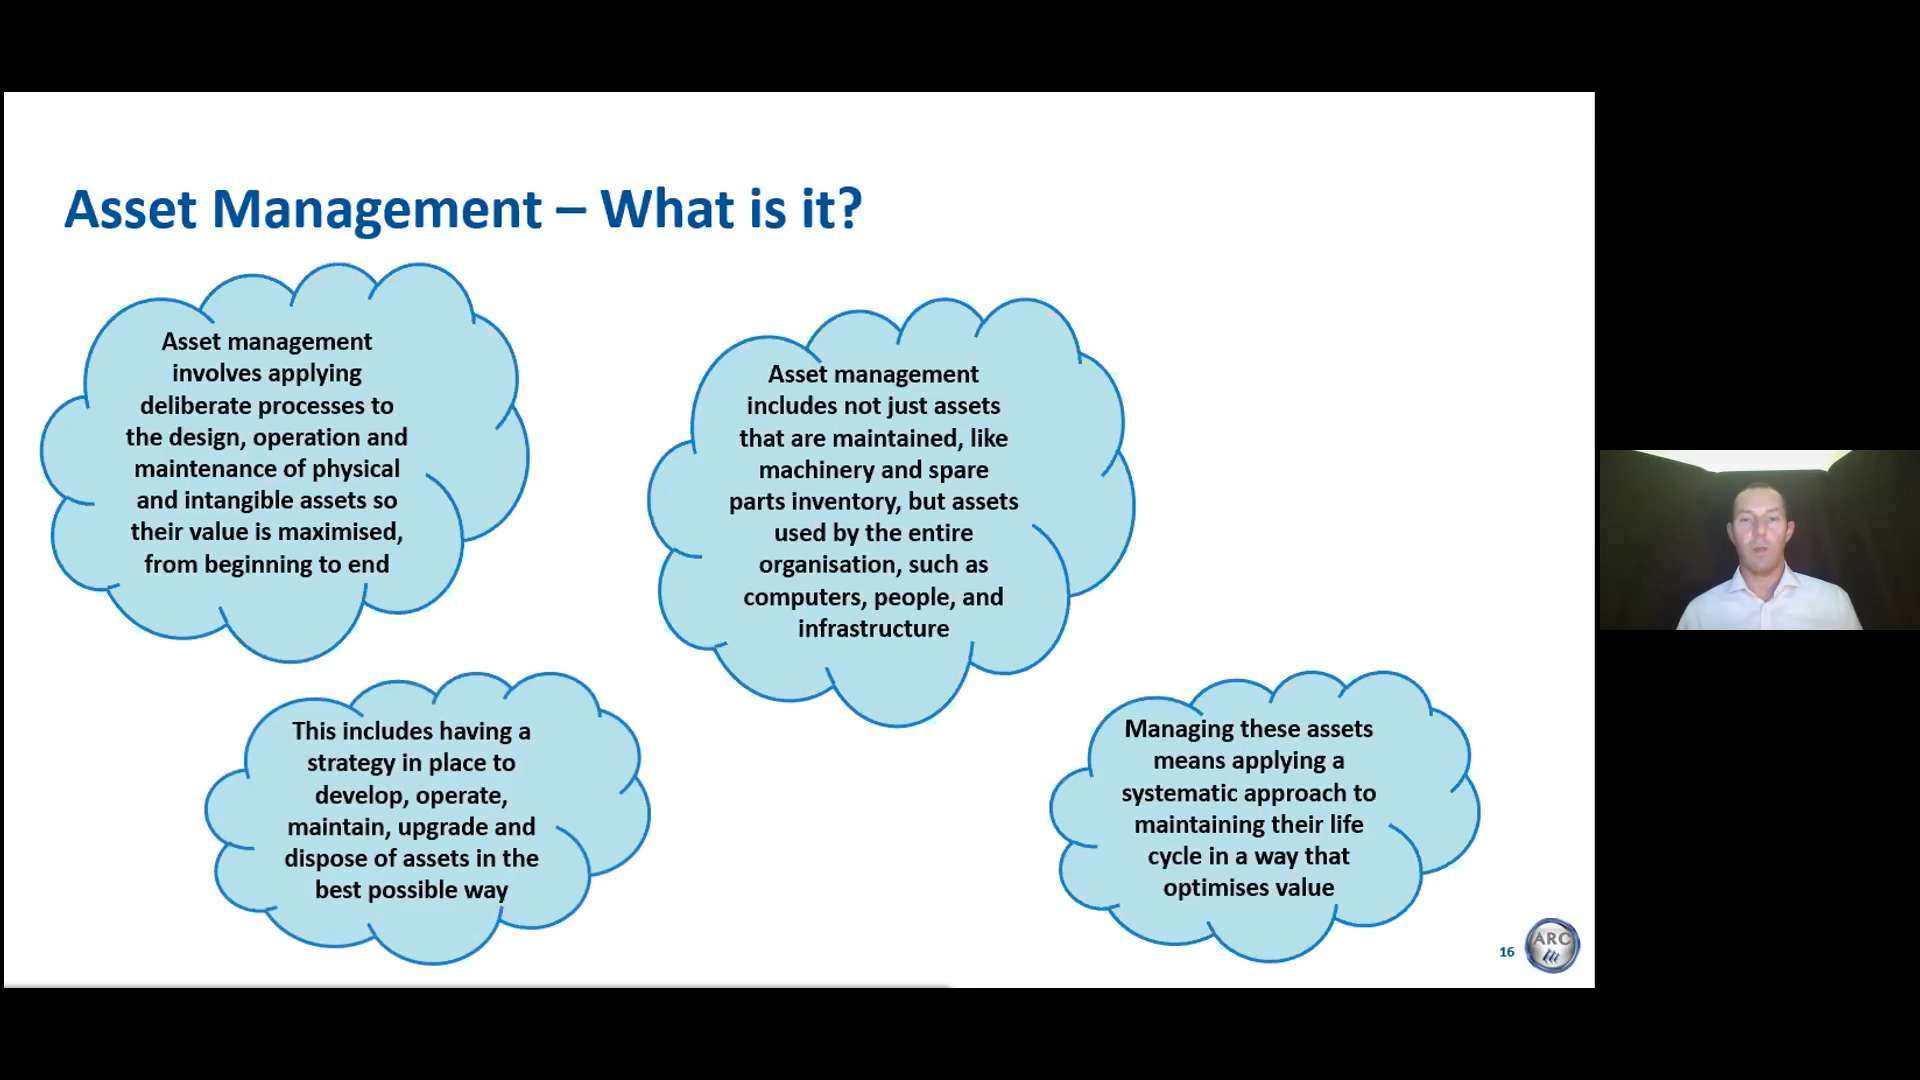 Asset Management – What is it?
Asset management
involves applying
deliberate processes to
the design, operation and
maintenance of physical
and intangible assets so
their value is maximised,
from beginning to end
Asset management
includes not just assets
that are maintained, like
machinery and spare
parts inventory, but assets
used by the entire
organisation, such as
computers, people, and
infrastructure
This includes having a
strategy in place to
develop, operate,
maintain, upgrade and
dispose of assets in the
best possible way
Managing these assets
means applying a
systematic approach to
maintaining their life
cycle in a way that
optimises value
16
ARC